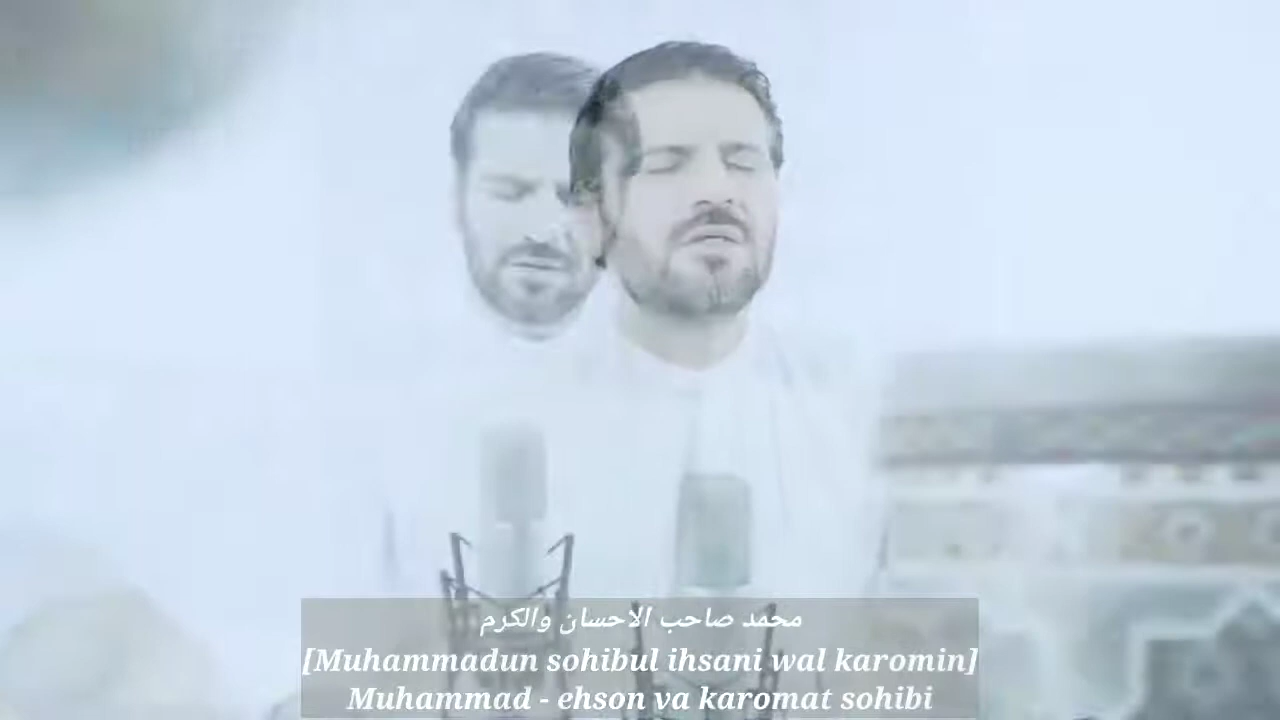 محمد صاحب الاحسان والكرم
[Muhammadun sohibul ihsani wal karomin]
Muhammad - ehson va karomat sohibi